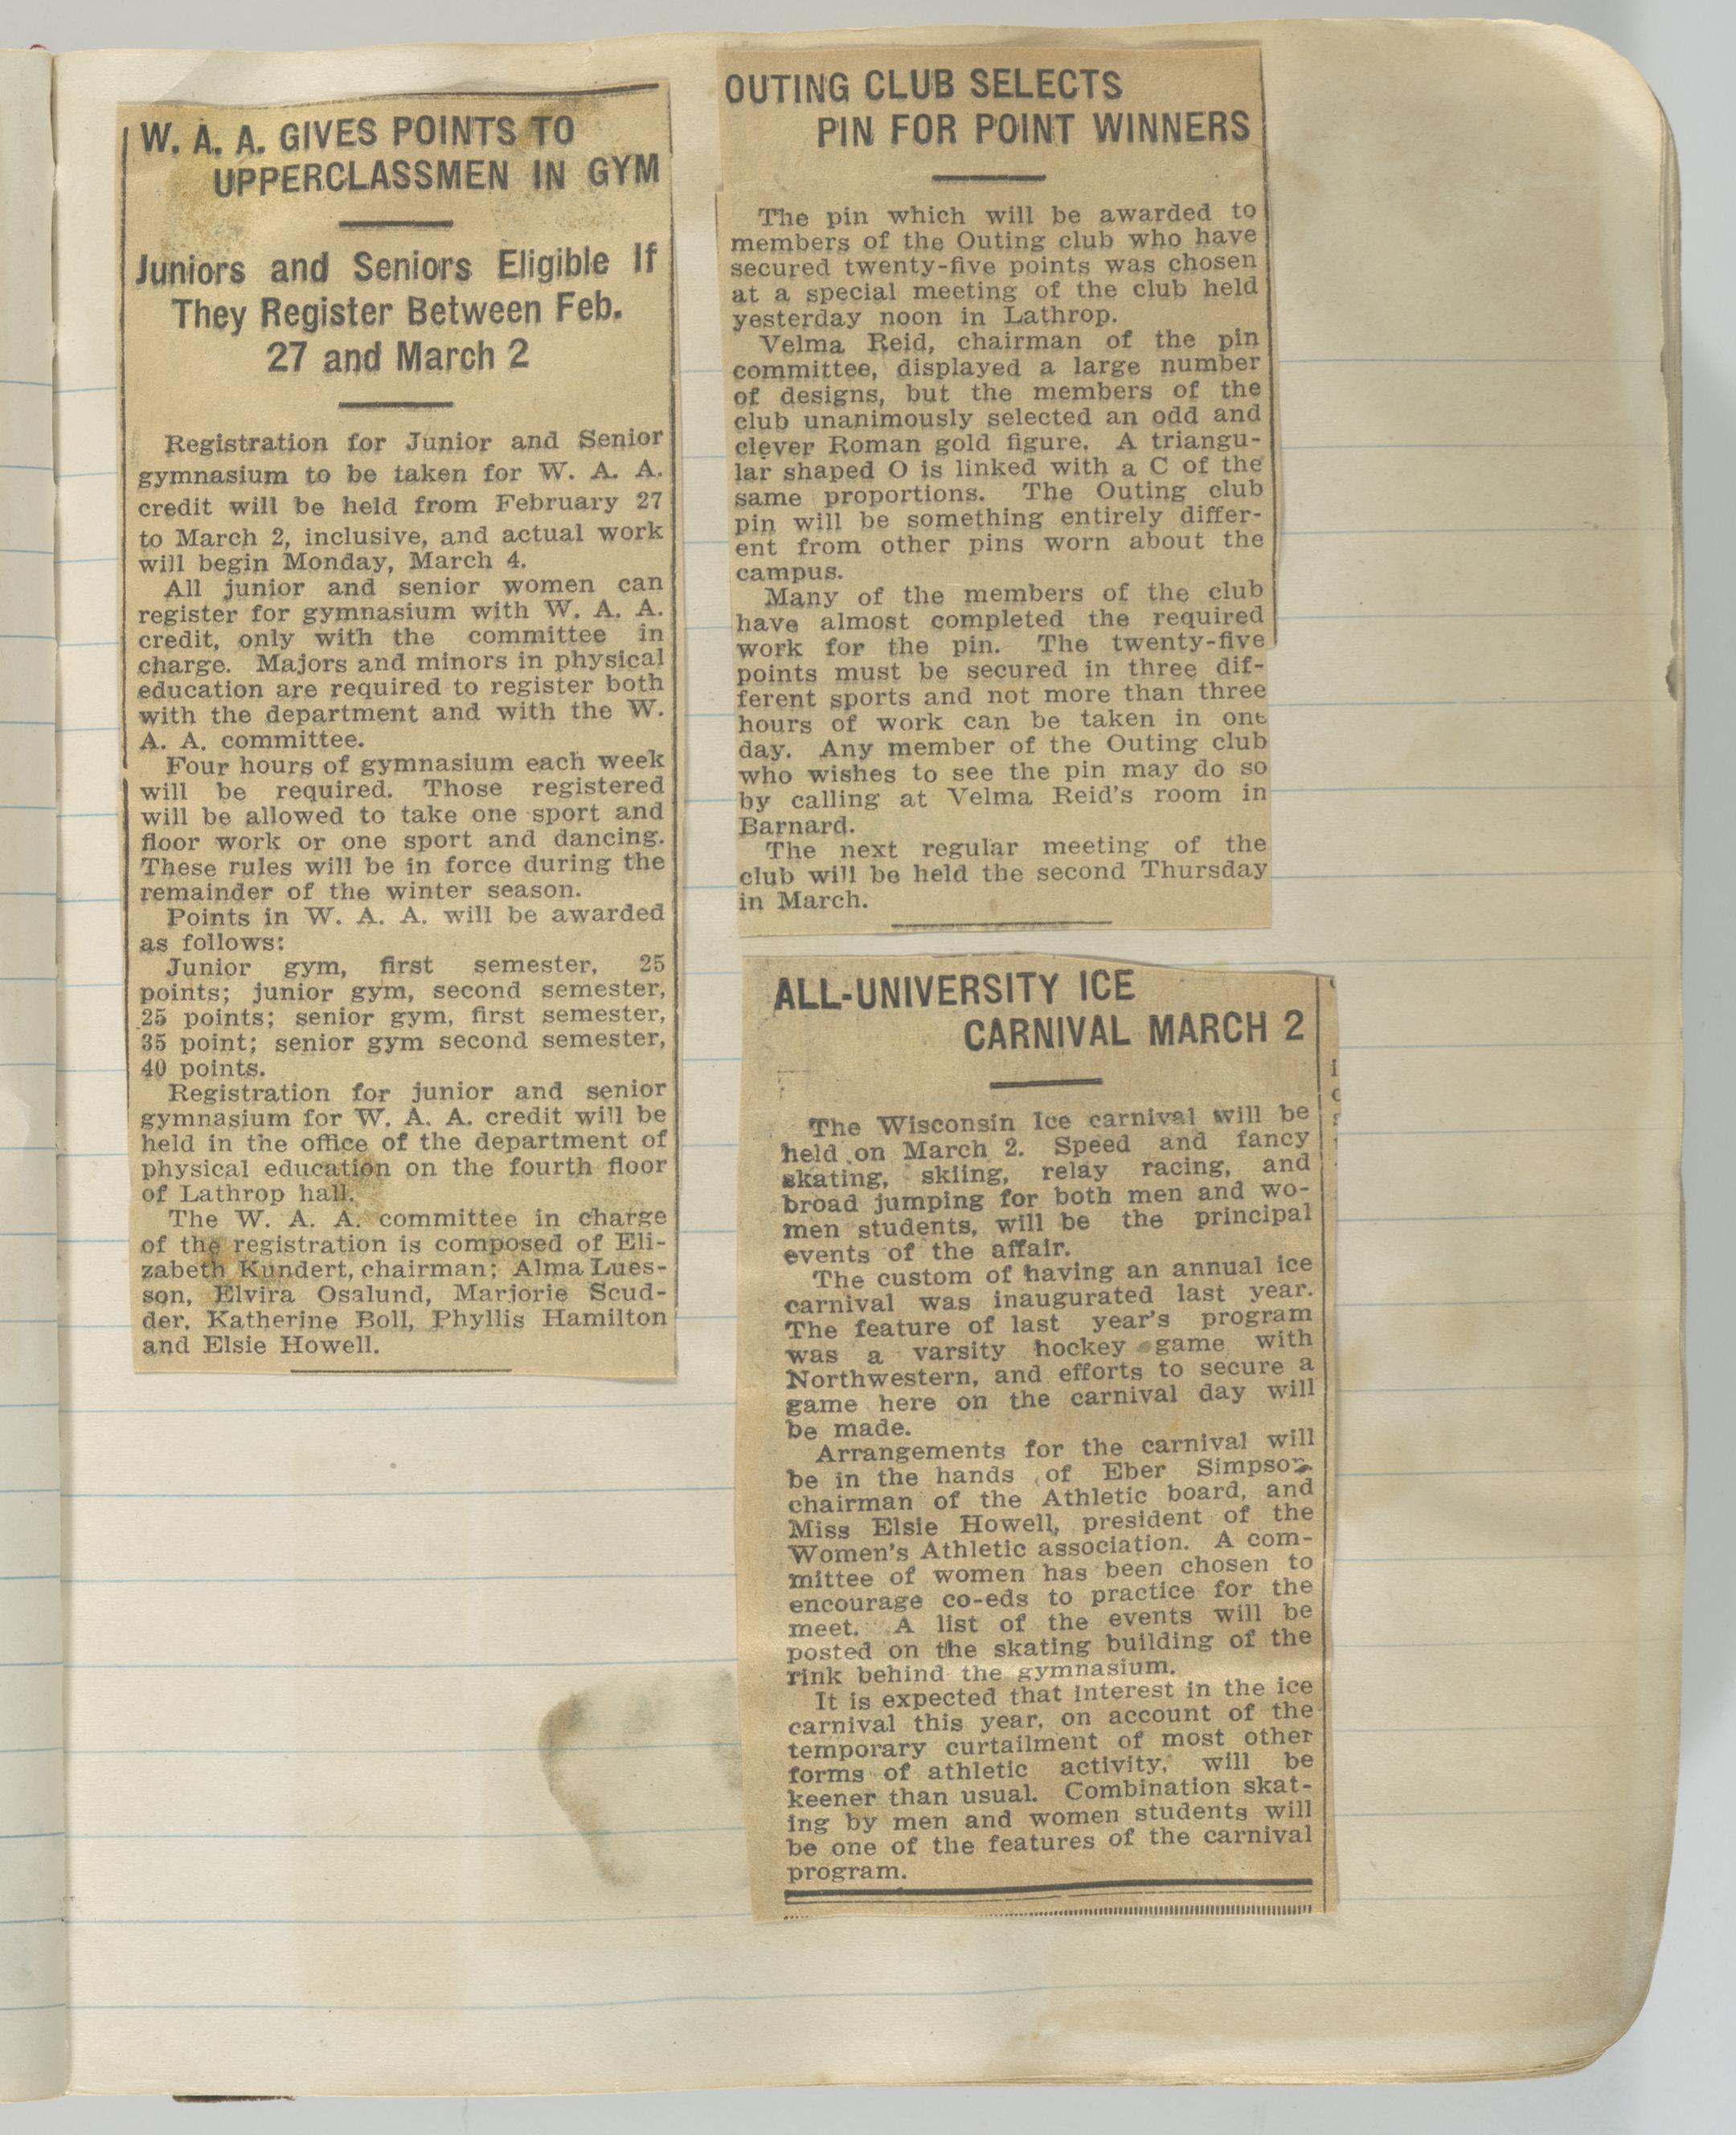 W. A. A. GIVES POINTS TO
UPPERCLASSMEN IN GYM
Juniors and Seniors Eligible If
They Register Between Feb.
27 and March 2
Registration for Junior and Senior
gymnasium to be taken for W. A. A.
credit will be held from February 27
to March 2, inclusive, and actual work
will begin Monday, March 4.
All junior and senior women can
register for gymnasium with W. A. A.
credit, only with the committee in
charge. Majors and minors in physical
education are required to register both
with the department and with the W.
A. A. committee.
Four hours of gymnasium each week
will be required. Those registered
will be allowed to take one sport and
floor work or one sport and dancing.
These rules will be in force during the
remainder of the winter season.
Points in W. A. A. will be awarded
as follows:
Junior gym, first semester, 25
points; junior gym, second semester,
25 points; senior gym, first semester,
35 point; senior gym second semester,
40 points.
Registration for junior and senior
gymnasium for W. A. A. credit will be
held in the office of the department of
physical education on the fourth floor
of Lathrop hall.
The W. A. A. committee in charge
of the registration is composed of Eli-
zabeth Kundert, chairman; Alma Lues-
son, Elvira Osalund, Marjorie Scud-
der, Katherine Boll, Phyllis Hamilton
and Elsie Howell.
OUTING CLUB SELECTS
PIN FOR POINT WINNERS
The pin which will be awarded to
members of the Outing club who have
secured twenty-five points was chosen
at a special meeting of the club held
yesterday noon in Lathrop.
Velma Reid, chairman of the pin
committee, displayed a large number
of designs, but the members of the
club unanimously selected an odd and
clever Roman gold figure. A triangu-
lar shaped O is linked with a C of the
same proportions. The Outing club
pin will be something entirely differ-
ent from other pins worn about the
campus.
Many of the members of the club
have almost completed the required
work for the pin. The twenty-five
points must be secured in three dif-
ferent sports and not more than three
hours of work can be taken in one
day. Any member of the Outing club
who wishes to see the pin may do so
by calling at Velma Reid's room in
Barnard.
The next regular meeting of the
club will be held the second Thursday
in March.
ALL-UNIVERSITY ICE
CARNIVAL MARCH 2
The Wisconsin Ice carnival will be
held on March 2. Speed and fancy
skating, skiing, relay racing, and
broad jumping for both men and wo-
men students, will be the principal
events of the affair.
The custom of having an annual ice
carnival was inaugurated last year.
The feature of last year's program
was a varsity hockey game with
Northwestern, and efforts to secure a
game here on the carnival day will
be made.
Arrangements for the carnival will
be in the hands of Eber Simpson
chairman of the Athletic board, and
Miss Elsie Howell, president of the
Women's Athletic association. A com-
mittee of women has been chosen to
encourage co-eds to practice for the
meet. A list of the events will be
posted on the skating building of the
rink behind the gymnasium.
It is expected that interest in the ice
carnival this year, on account of the
temporary curtailment of most other
forms of athletic activity, will be
keener than usual. Combination skat-
ing by men and women students will
be one of the features of the carnival
program.